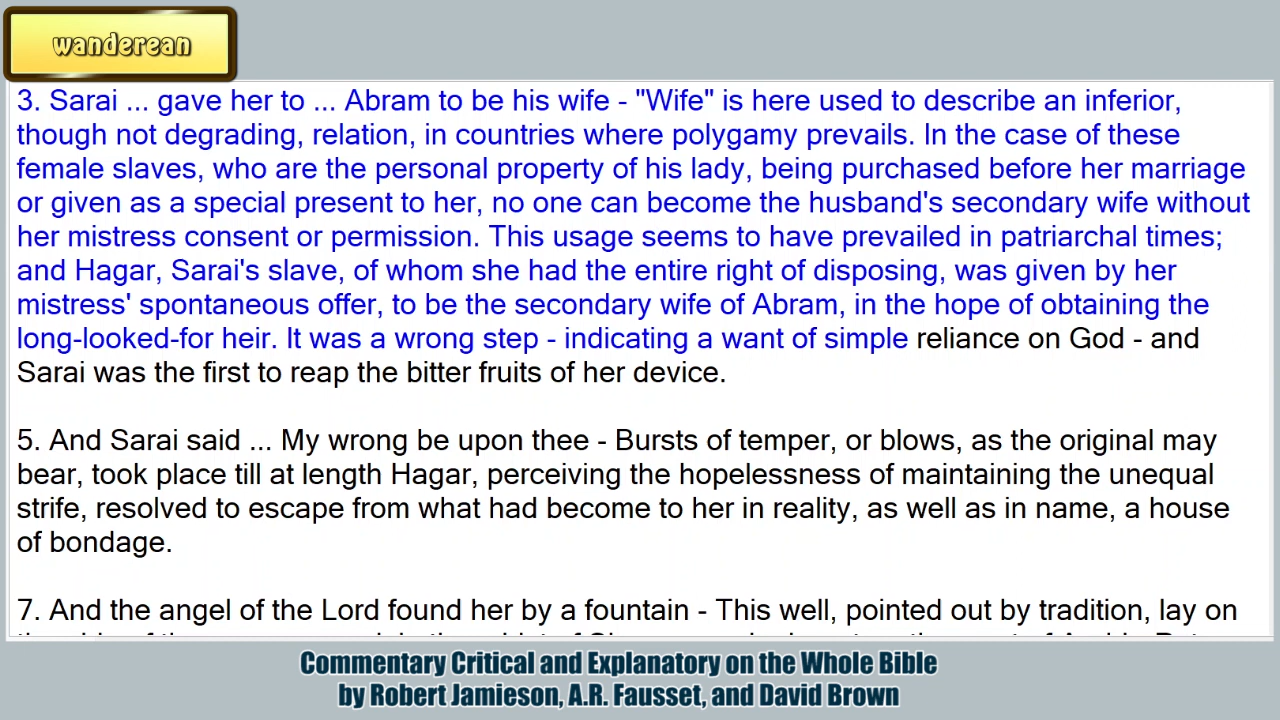 wanderean
3. Sarai ... gave her to ... Abram to be his wife - "Wife" is here used to describe an inferior,
though not degrading, relation, in countries where polygamy prevails. In the case of these
female slaves, who are the personal property of his lady, being purchased before her marriage
or given as a special present to her, no one can become the husband's secondary wife without
her mistress consent or permission. This usage seems to have prevailed in patriarchal times;
and Hagar, Sarai's slave, of whom she had the entire right of disposing, was given by her
mistress' spontaneous offer, to be the secondary wife of Abram, in the hope of obtaining the
long-looked-for heir. It was a wrong step - indicating a want of simple reliance on God - and
Sarai was the first to reap the bitter fruits of her device.
5. And Sarai said ... My wrong be upon thee - Bursts of temper, or blows, as the original may
bear, took place till at length Hagar, perceiving the hopelessness of maintaining the unequal
strife, resolved to escape from what had become to her in reality, as well as in name, a house
of bondage.
7. And the angel of the Lord found her by a fountain - This well, pointed out by tradition, lay on
Commentary Critical and Explanatory on the Whole Bible
by Robert Jamieson, A.R. Fausset, and David Brown